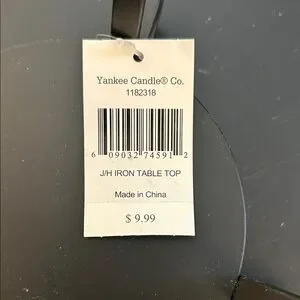 Yankee Candle® Co.
1182318
6 09032 74591 2
J/H IRON TABLE TOP
Made in China
$ 9.99